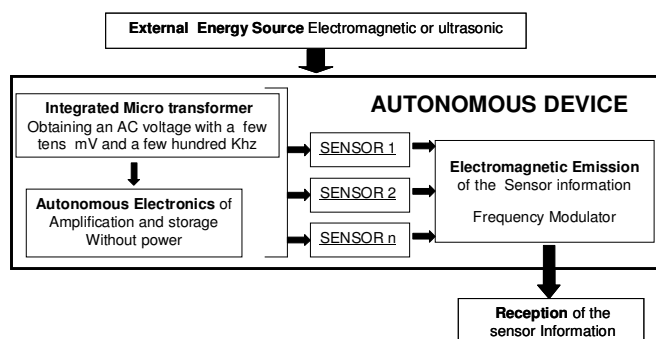 External Energy Source Electromagnetic or ultrasonic
AUTONOMOUS DEVICE
Integrated Micro transformer
Obtaining an AC voltage with a few
tens mV and a few hundred Khz
Autonomous Electronics of
Amplification and storage
Without power
SENSOR 1
SENSOR 2
SENSOR n
Electromagnetic Emission
of the Sensor information
Frequency Modulator
Reception of the
sensor Information